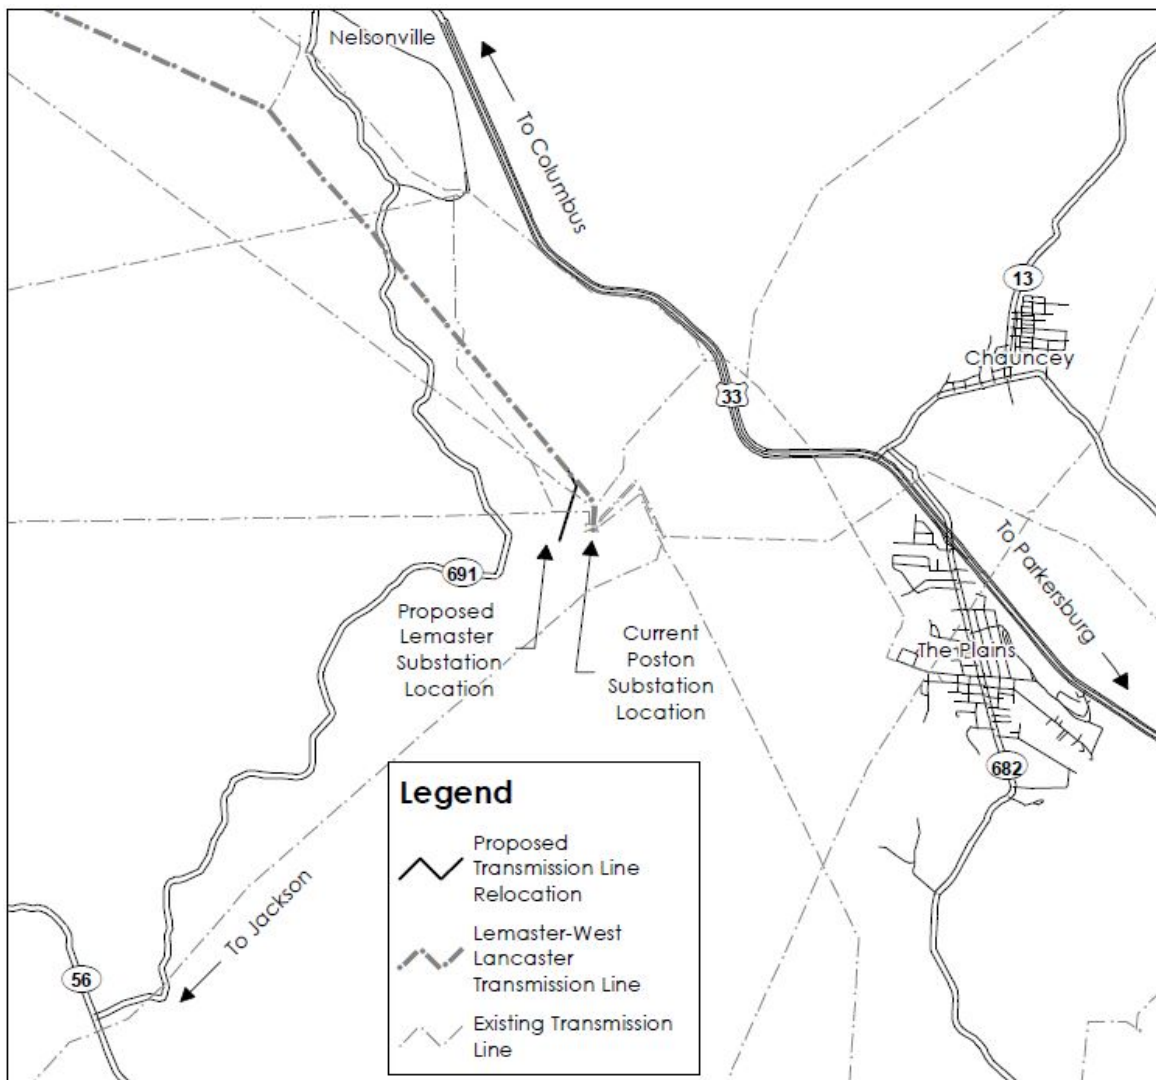 Nelsonville
To Columbus
13
Chauncey
33
To Parkersburg
691
Proposed
Lemaster
Substation
Location
Current
Poston
Substation
Location
The Plains
682
Legend
Proposed
Transmission Line
Relocation
Lemaster-West
Lancaster
Transmission Line
Existing Transmission
Line
To Jackson
56